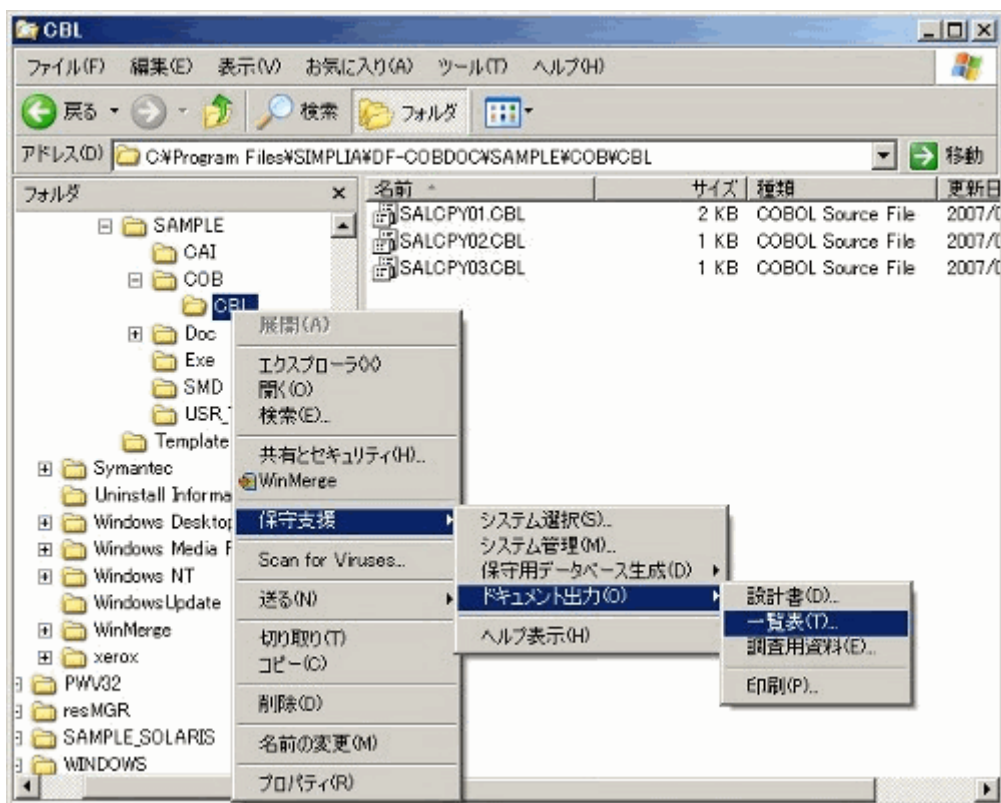 CBL
ファイル(F) 編集(E) 表示(V) お気に入り(A) ツール(T) ヘルプ(H)
戻る 検索 フォルダ
アドレス(D) C:¥Program Files¥SIMPLIA¥DF-COBDOC¥SAMPLE¥COB¥CBL 移動
フォルダ ×
名前 サイズ 種類 更新日
SALCPY01.CBL 2 KB COBOL Source File 2007/0
SALCPY02.CBL 1 KB COBOL Source File 2007/0
SALCPY03.CBL 1 KB COBOL Source File 2007/0
SAMPLE
CAI
COB
CBL
Doc
Exe
SMD
USR_
Template
Symantec
Uninstall Informa
Windows Desktop
Windows Media F
Windows NT
WindowsUpdate
WinMerge
xerox
PWV32
resMGR
SAMPLE_SOLARIS
WINDOWS
展開(A)
エクスプローラ(X)
開く(O)
検索(E)...
共有とセキュリティ(H)...
WinMerge
保守支援
Scan for Viruses...
送る(N)
切り取り(T)
コピー(C)
削除(D)
名前の変更(M)
プロパティ(R)
システム選択(S)...
システム管理(M)...
保守用データベース生成(D)
ドキュメント出力(O)
ヘルプ表示(H)
設計書(D)...
一覧表(T)...
調査用資料(E)...
印刷(P)...